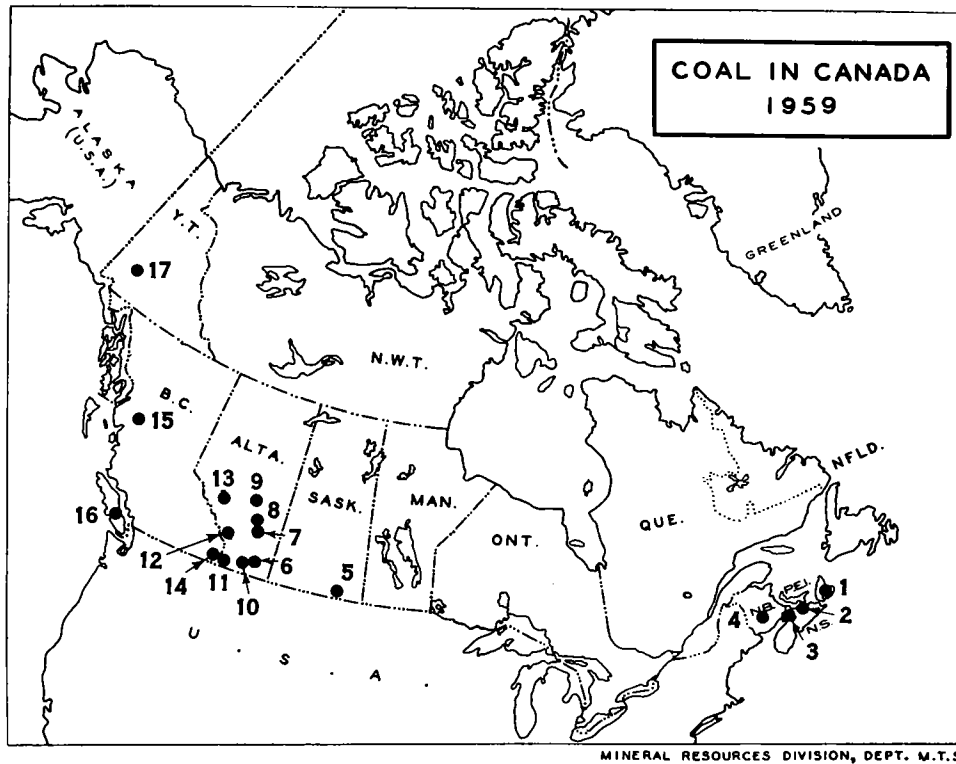 COAL IN CANADA
1959
ALASKA
(U.S.A.)
Y.T.
GREENLAND
17
N.W.T.
B.C.
15
ALTA.
NFLD.
13
9
SASK.
MAN.
8
16
QUE.
7
12
ONT.
14
11
6
10
5
P.E.I.
1
N.B.
4
2
N.S.
3
U. S. A.
MINERAL RESOURCES DIVISION, DEPT. M.T.S